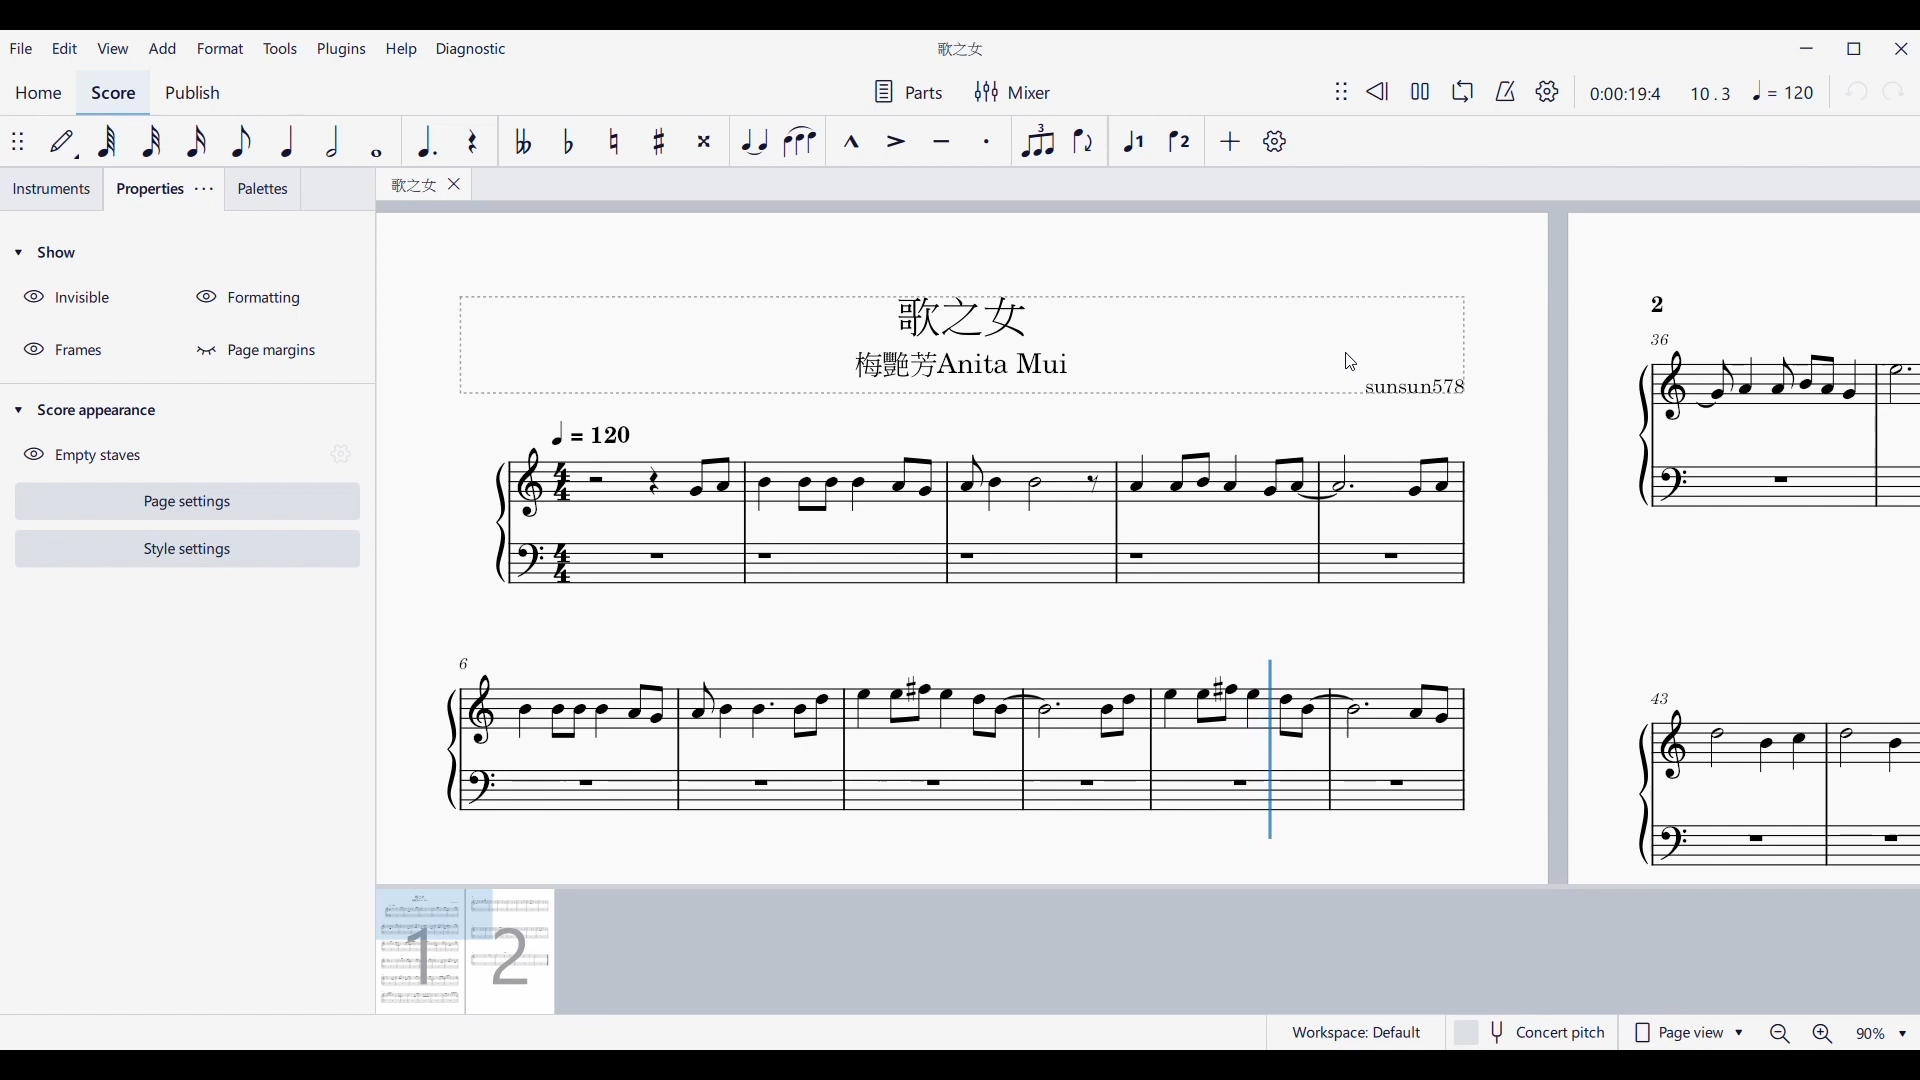 File Edit View Add Format Tools Plugins Help Diagnostic 歌之女
Home Score Publish Parts Mixer 0:00:19:4 10.3 = 120
3 1 2
Instruments Properties ··· Palettes 歌之女
Show
Invisible Formatting
Frames Page margins
Score appearance
Empty staves
Page settings
Style settings
歌之女
梅艷芳Anita Mui
sunsun578
= 120
6
2
36
43
1 2
Workspace: Default Concert pitch Page view 90%